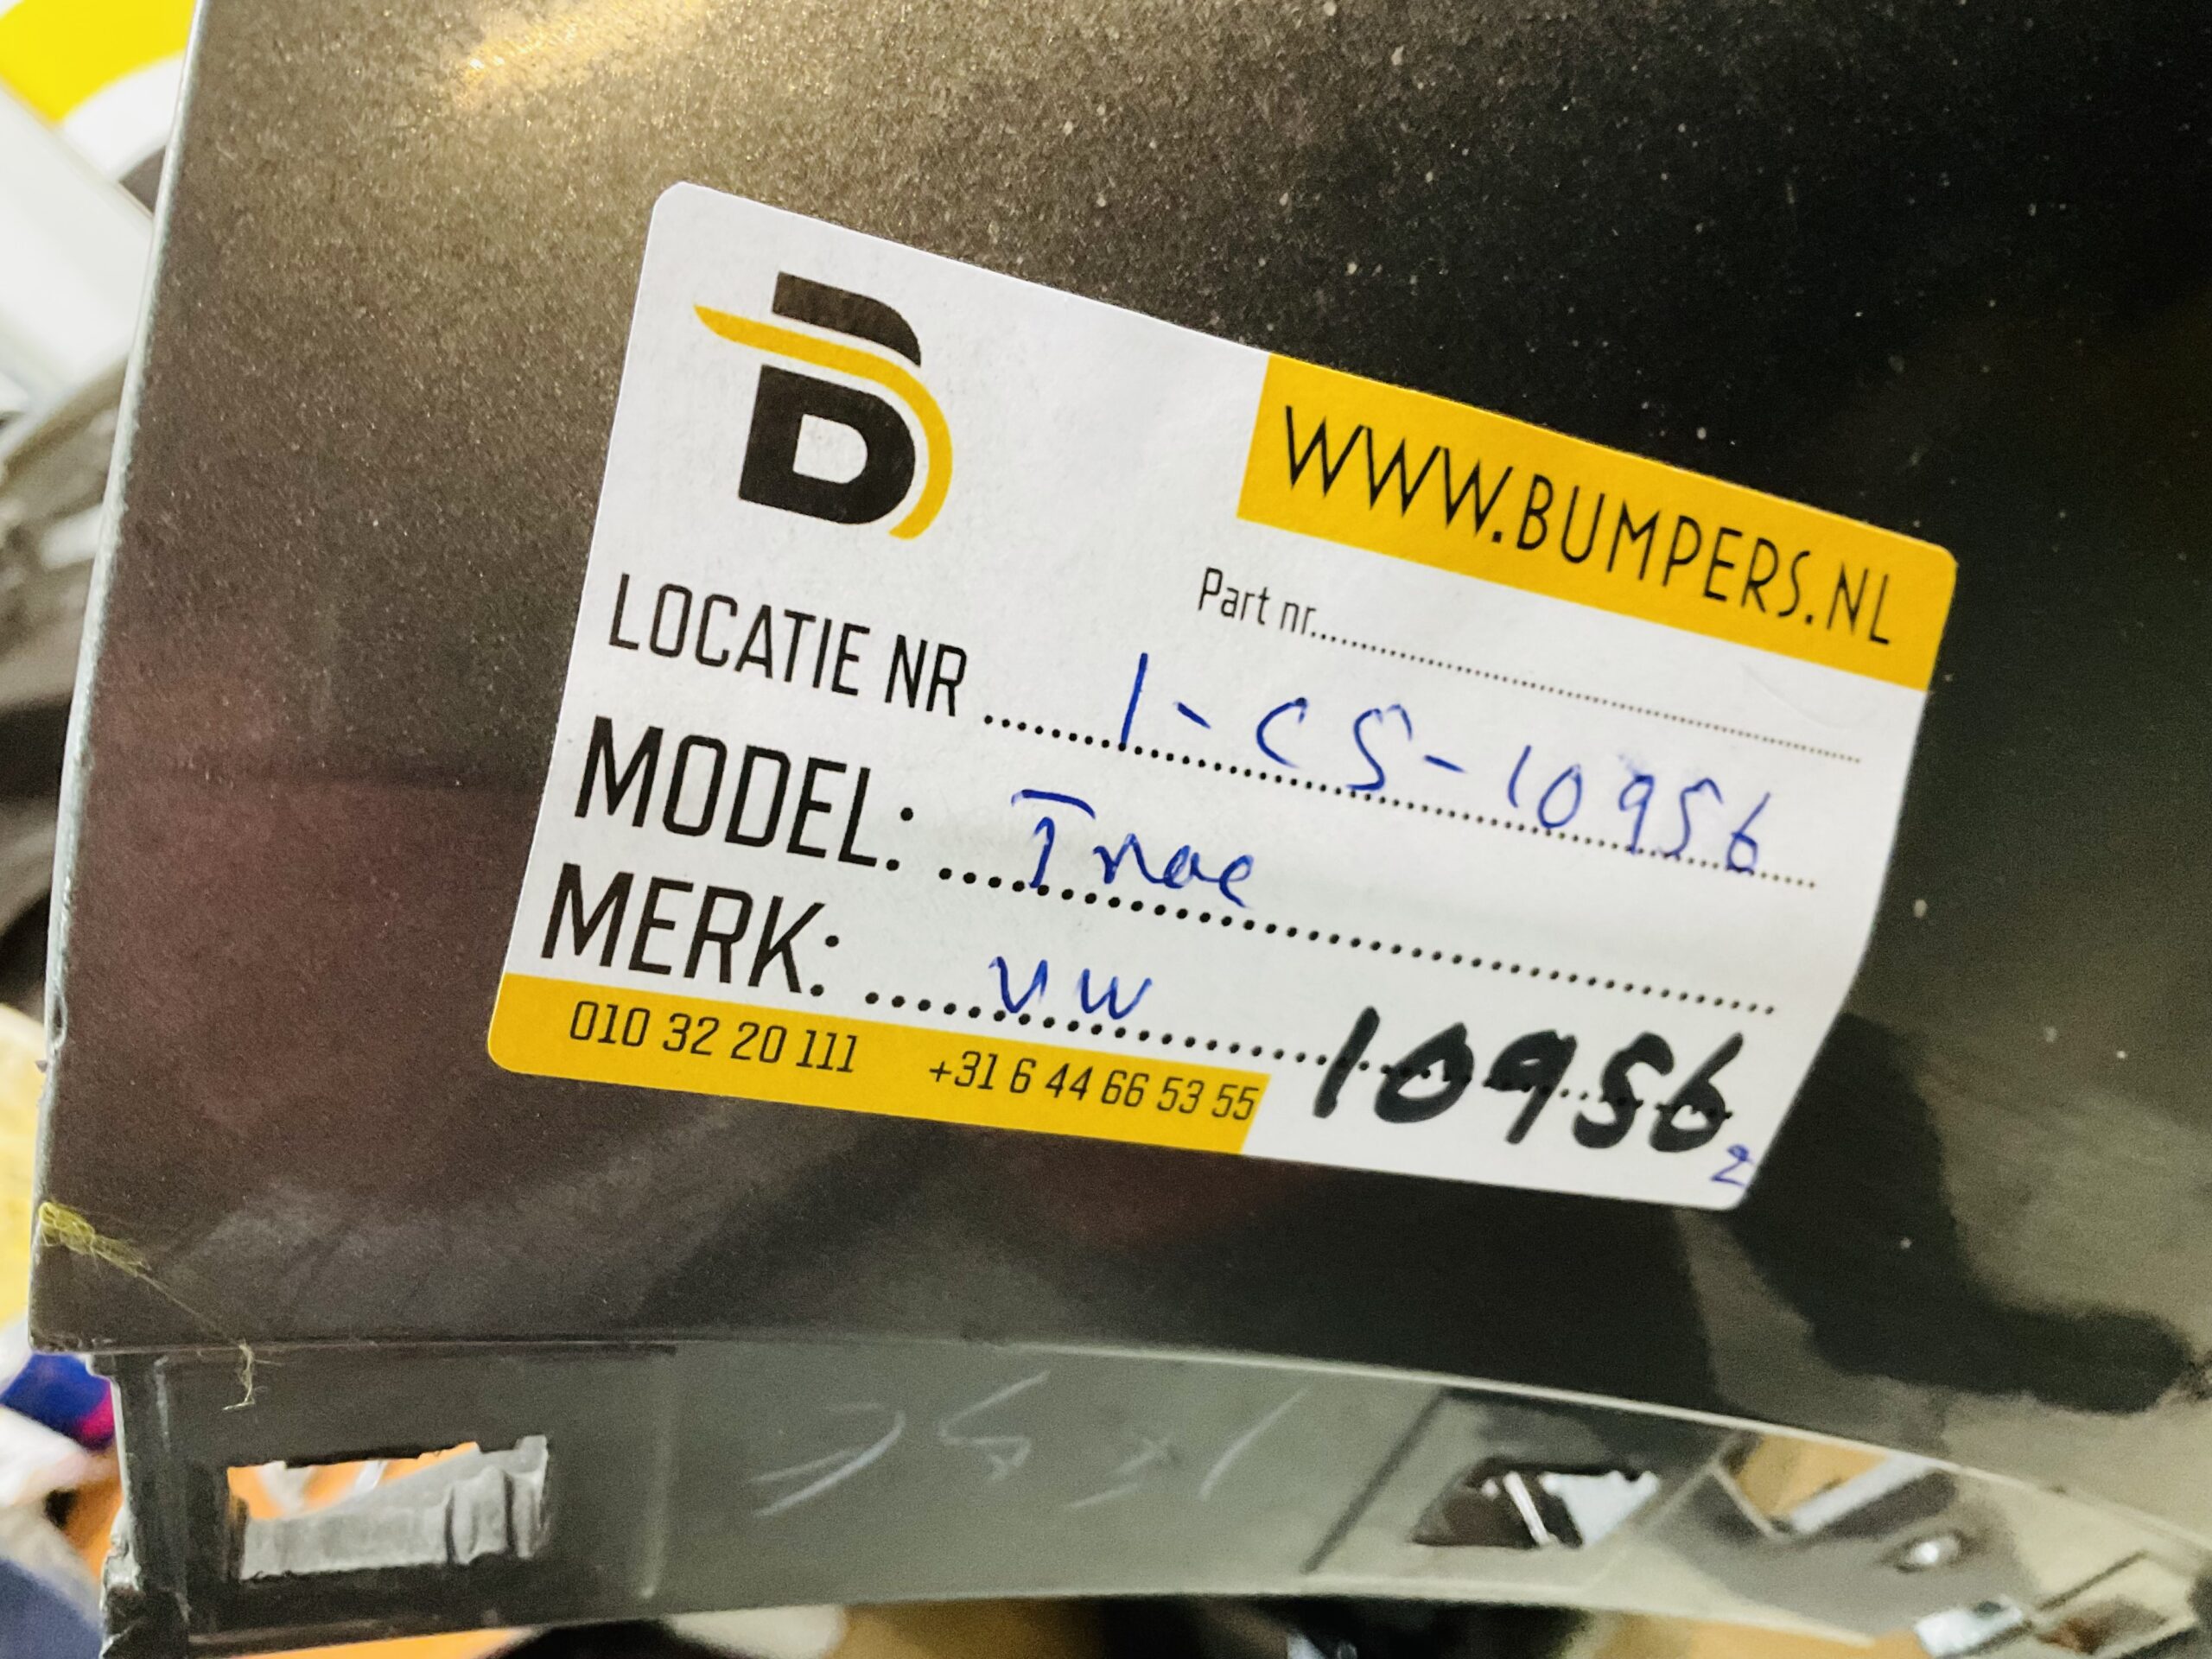 WWW.BUMPERS.NL
Part nr..............................
LOCATIE NR ........ 1-CS-10956
MODEL: ..... Troc
MERK: ..... VW
10956
2
010 32 20 111 +31 6 44 66 53 55